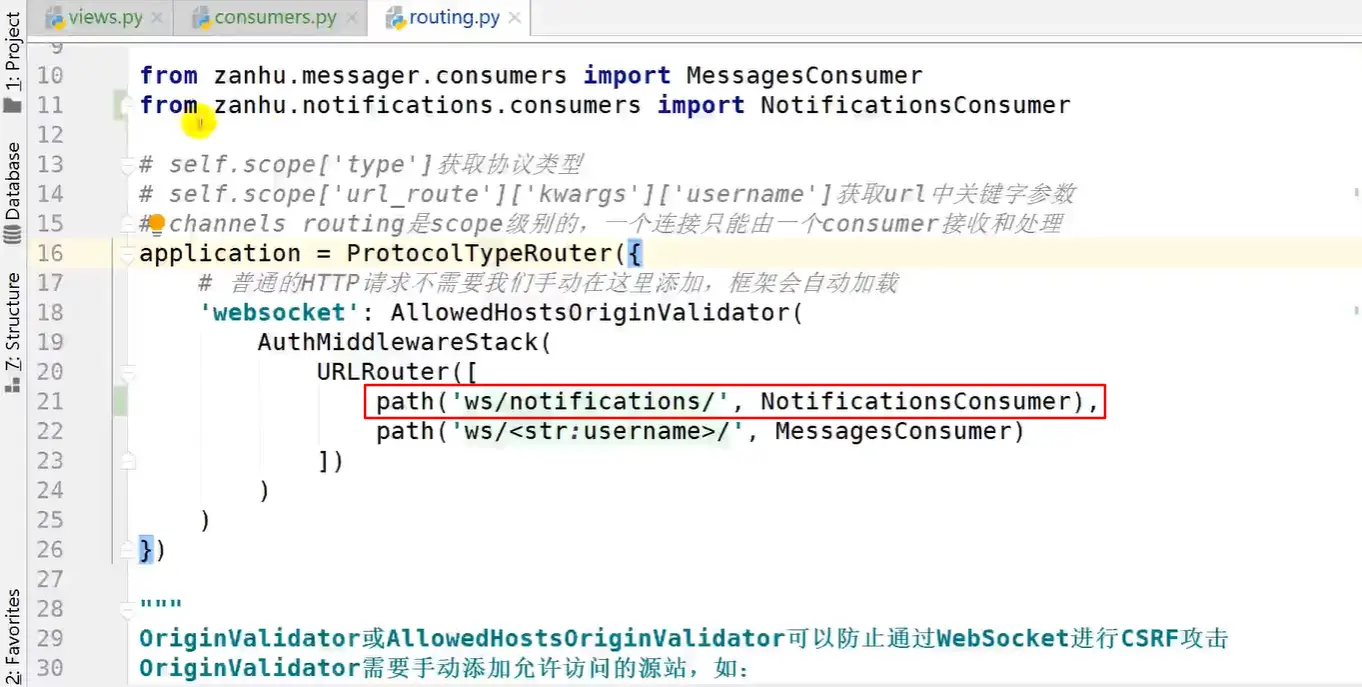 views.py
consumers.py
routing.py
1: Project
Database
Z: Structure
2: Favorites
9
10 from zanhu.messager.consumers import MessagesConsumer
11 from zanhu.notifications.consumers import NotificationsConsumer
12
13 # self.scope['type']获取协议类型
14 # self.scope['url_route']['kwargs']['username']获取url中关键字参数
15 # channels routing是scope级别的，一个连接只能由一个consumer接收和处理
16 application = ProtocolTypeRouter({
17 # 普通的HTTP请求不需要我们手动在这里添加，框架会自动加载
18 'websocket': AllowedHostsOriginValidator(
19 AuthMiddlewareStack(
20 URLRouter([
21 path('ws/notifications/', NotificationsConsumer),
22 path('ws/<str:username>/', MessagesConsumer)
23 ])
24 )
25 )
26 })
27
28 """
29 OriginValidator或AllowedHostsOriginValidator可以防止通过WebSocket进行CSRF攻击
30 OriginValidator需要手动添加允许访问的源站，如：